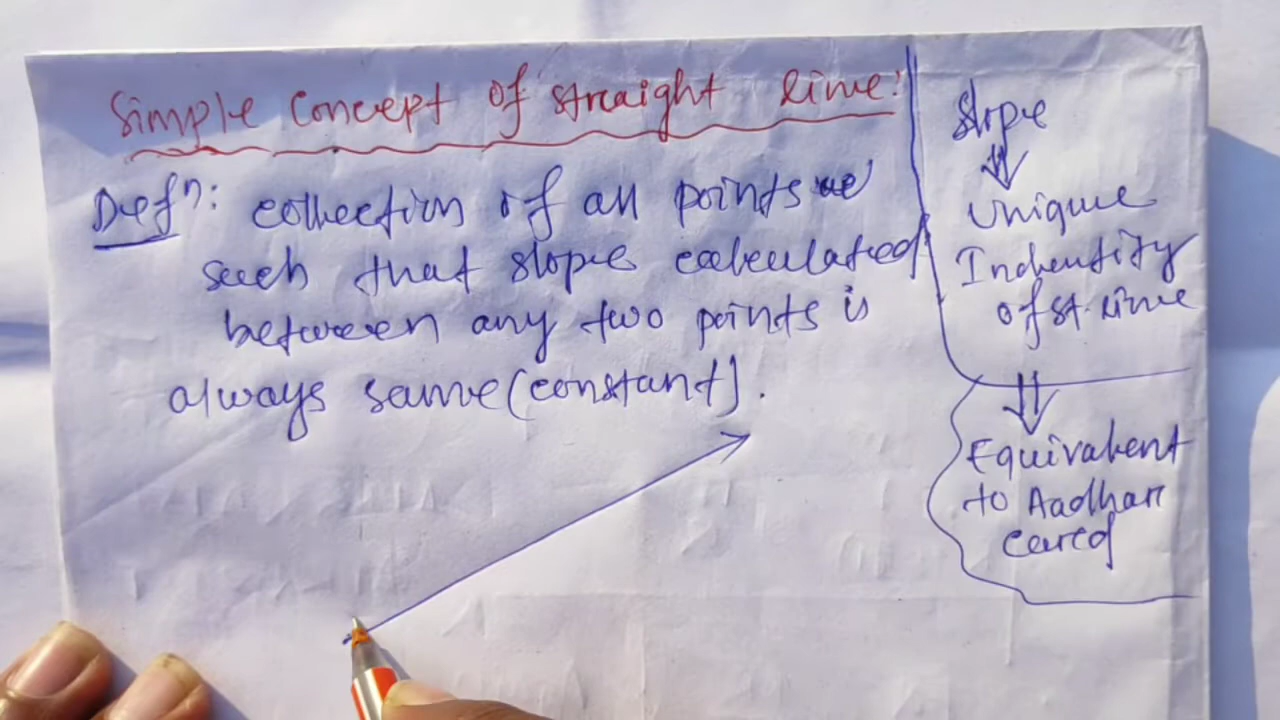 Simple Concept of straight line:
Defⁿ: collection of all points
such that slope calculated
between any two points is
always same (constant).
Slope
Unique
Indentity
of st. line
Equivalent
to Aadhar
card